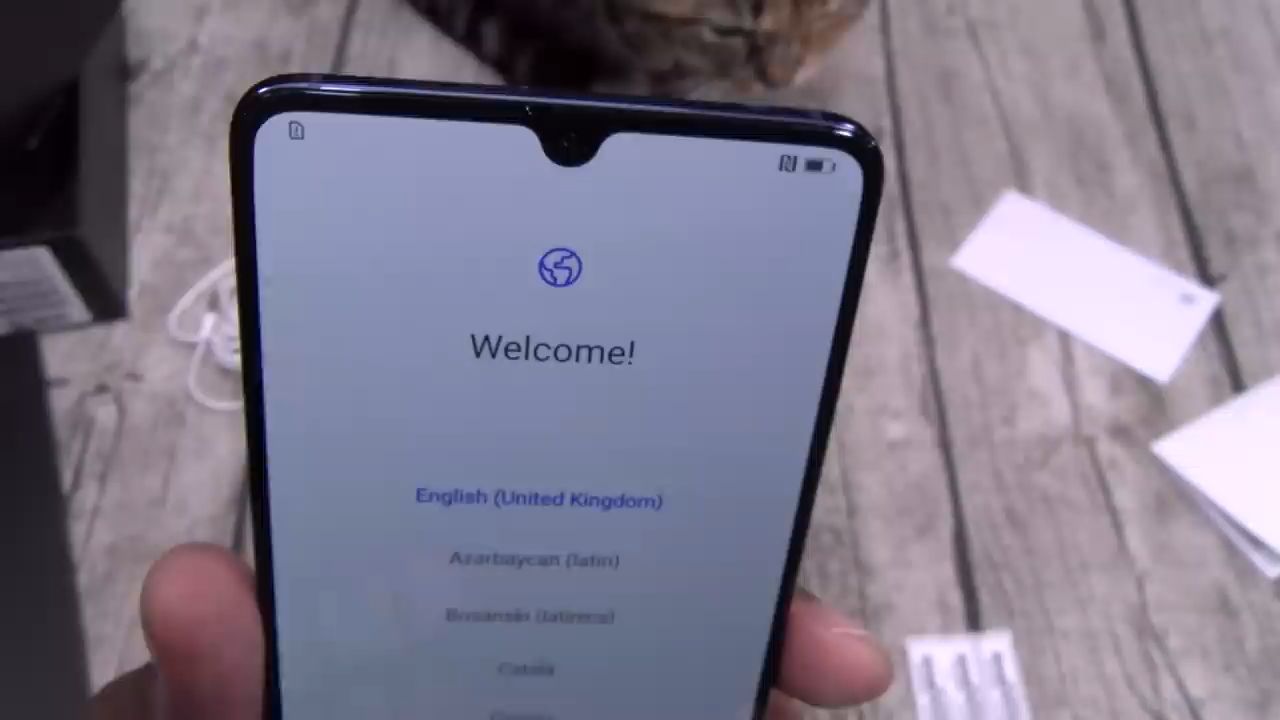 Welcome!
English (United Kingdom)
Azərbaycan (latın)
Bosanski (latinica)
Català